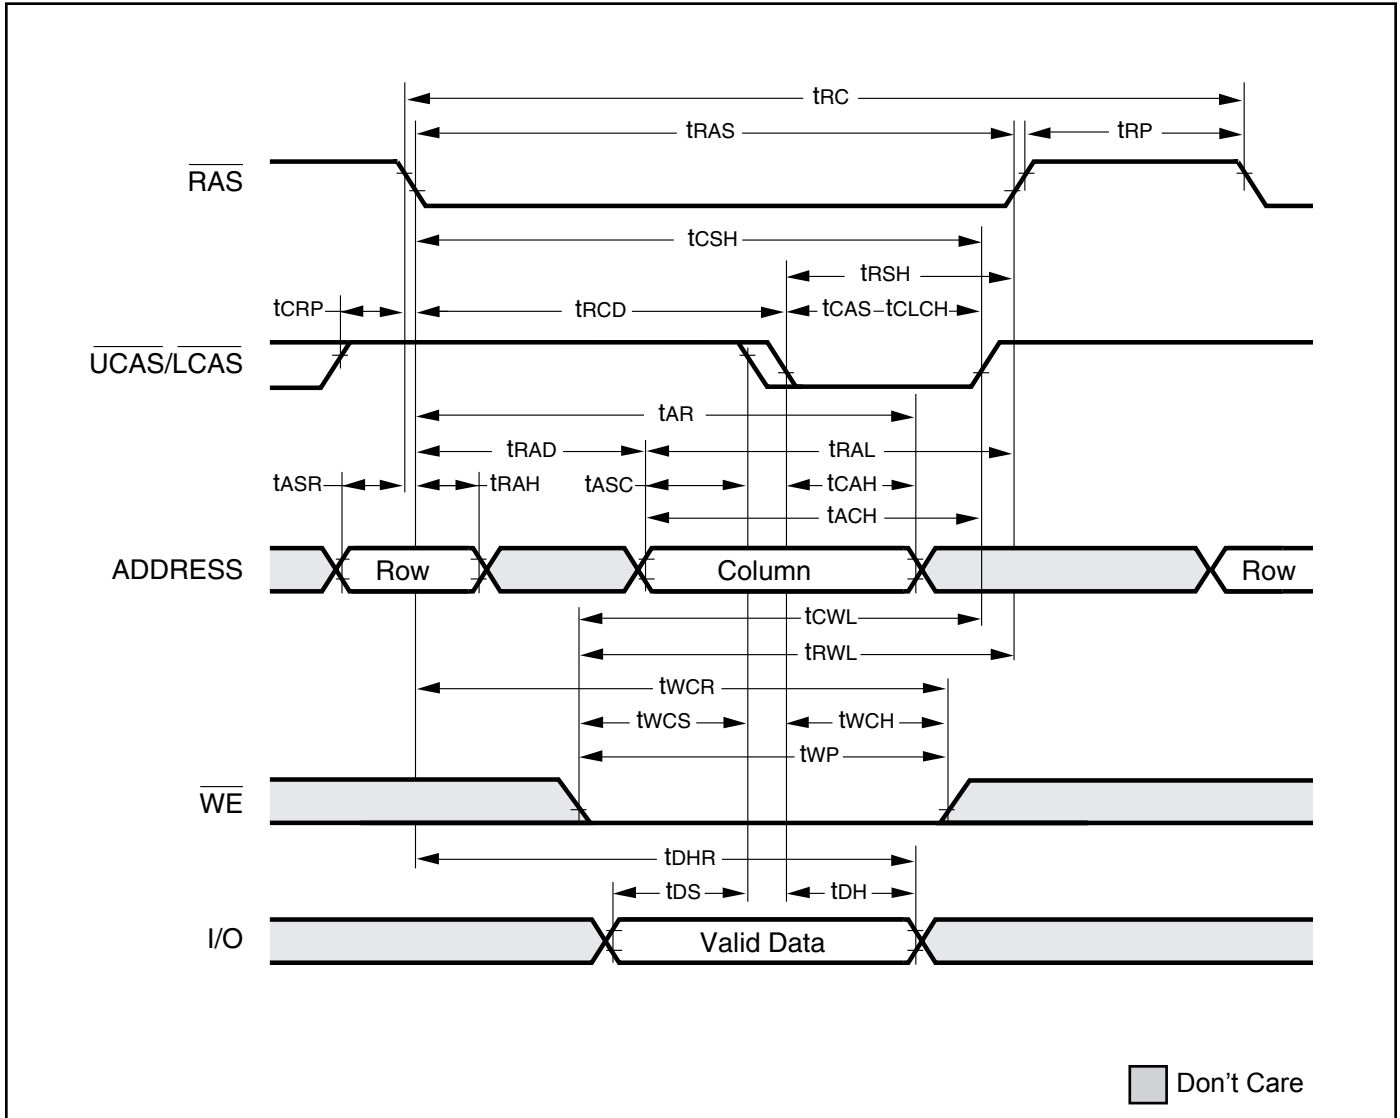 tRC
tRAS tRP
RAS
tCSH
tRSH
tCRP tRCD tCAS-tCLCH
UCAS/LCAS
tAR
tRAD tRAL
tASR tRAH tASC tCAH
tACH
ADDRESS Row Column Row
tCWL
tRWL
tWCR
tWCS tWCH
tWP
WE
tDHR
tDS tDH
I/O Valid Data
Don't Care